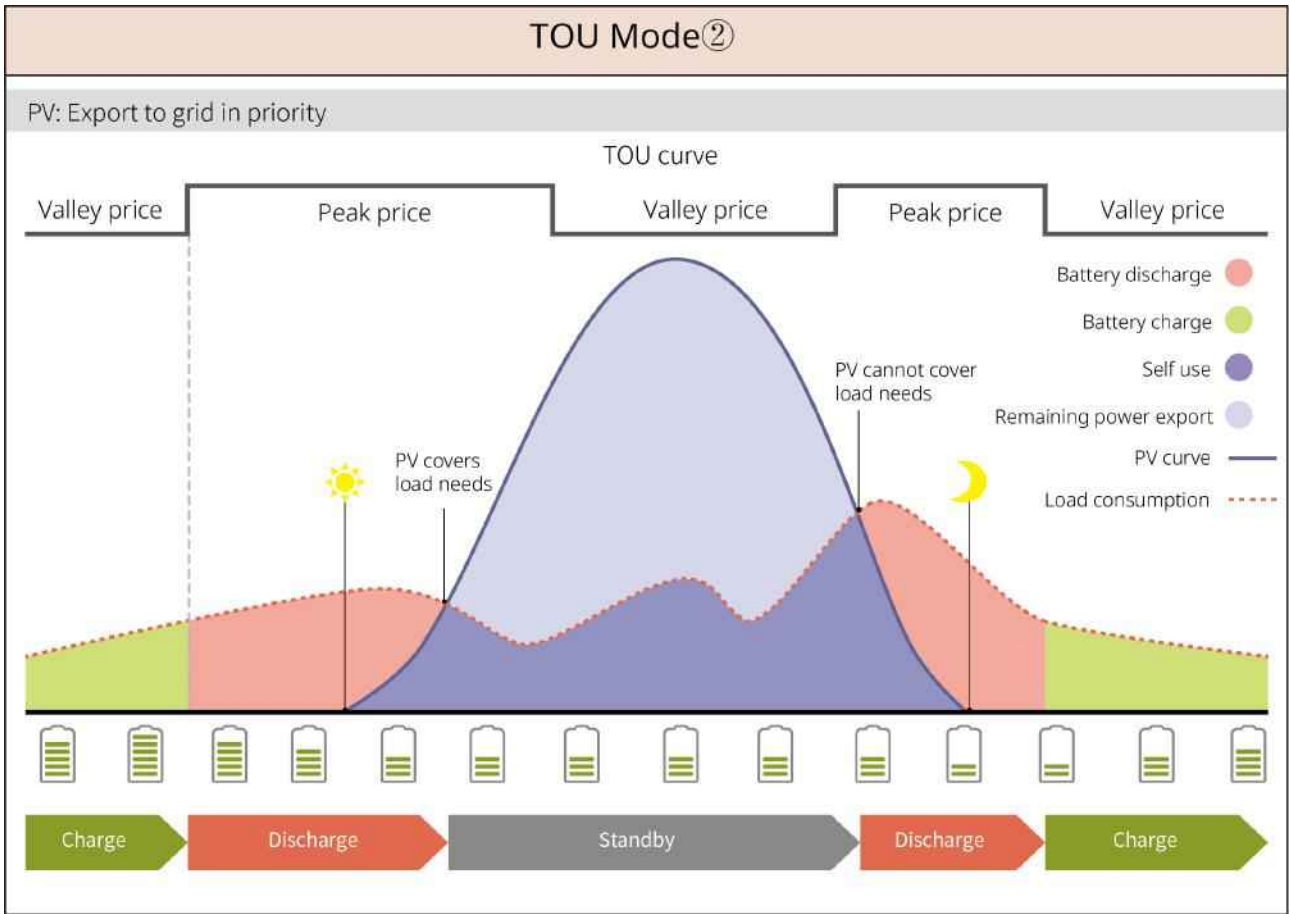 TOU Mode②
PV: Export to grid in priority
TOU curve
Valley price
Peak price
Valley price
Peak price
Valley price
Battery discharge
Battery charge
Self use
Remaining power export
PV curve
Load consumption
PV cannot cover
load needs
PV covers
load needs
Charge
Discharge
Standby
Discharge
Charge